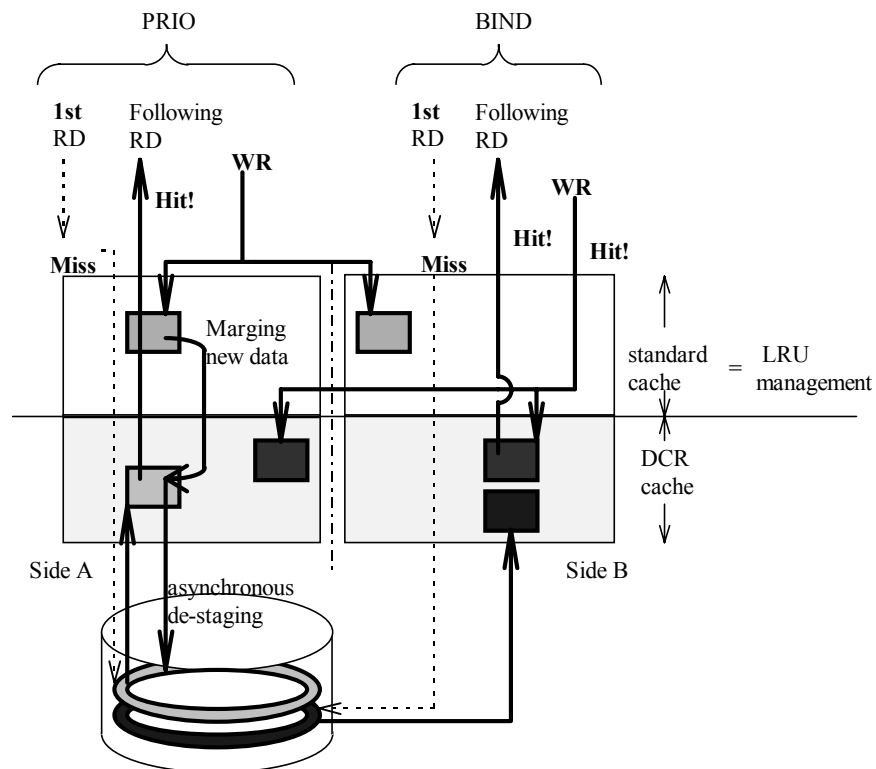 PRIO
BIND
1st
RD
Following
RD
WR
Hit!
Miss
1st
RD
Following
RD
WR
Hit!
Hit!
Miss
Marging
new data
standard
cache
= LRU
management
DCR
cache
Side A
Side B
asynchronous
de-staging